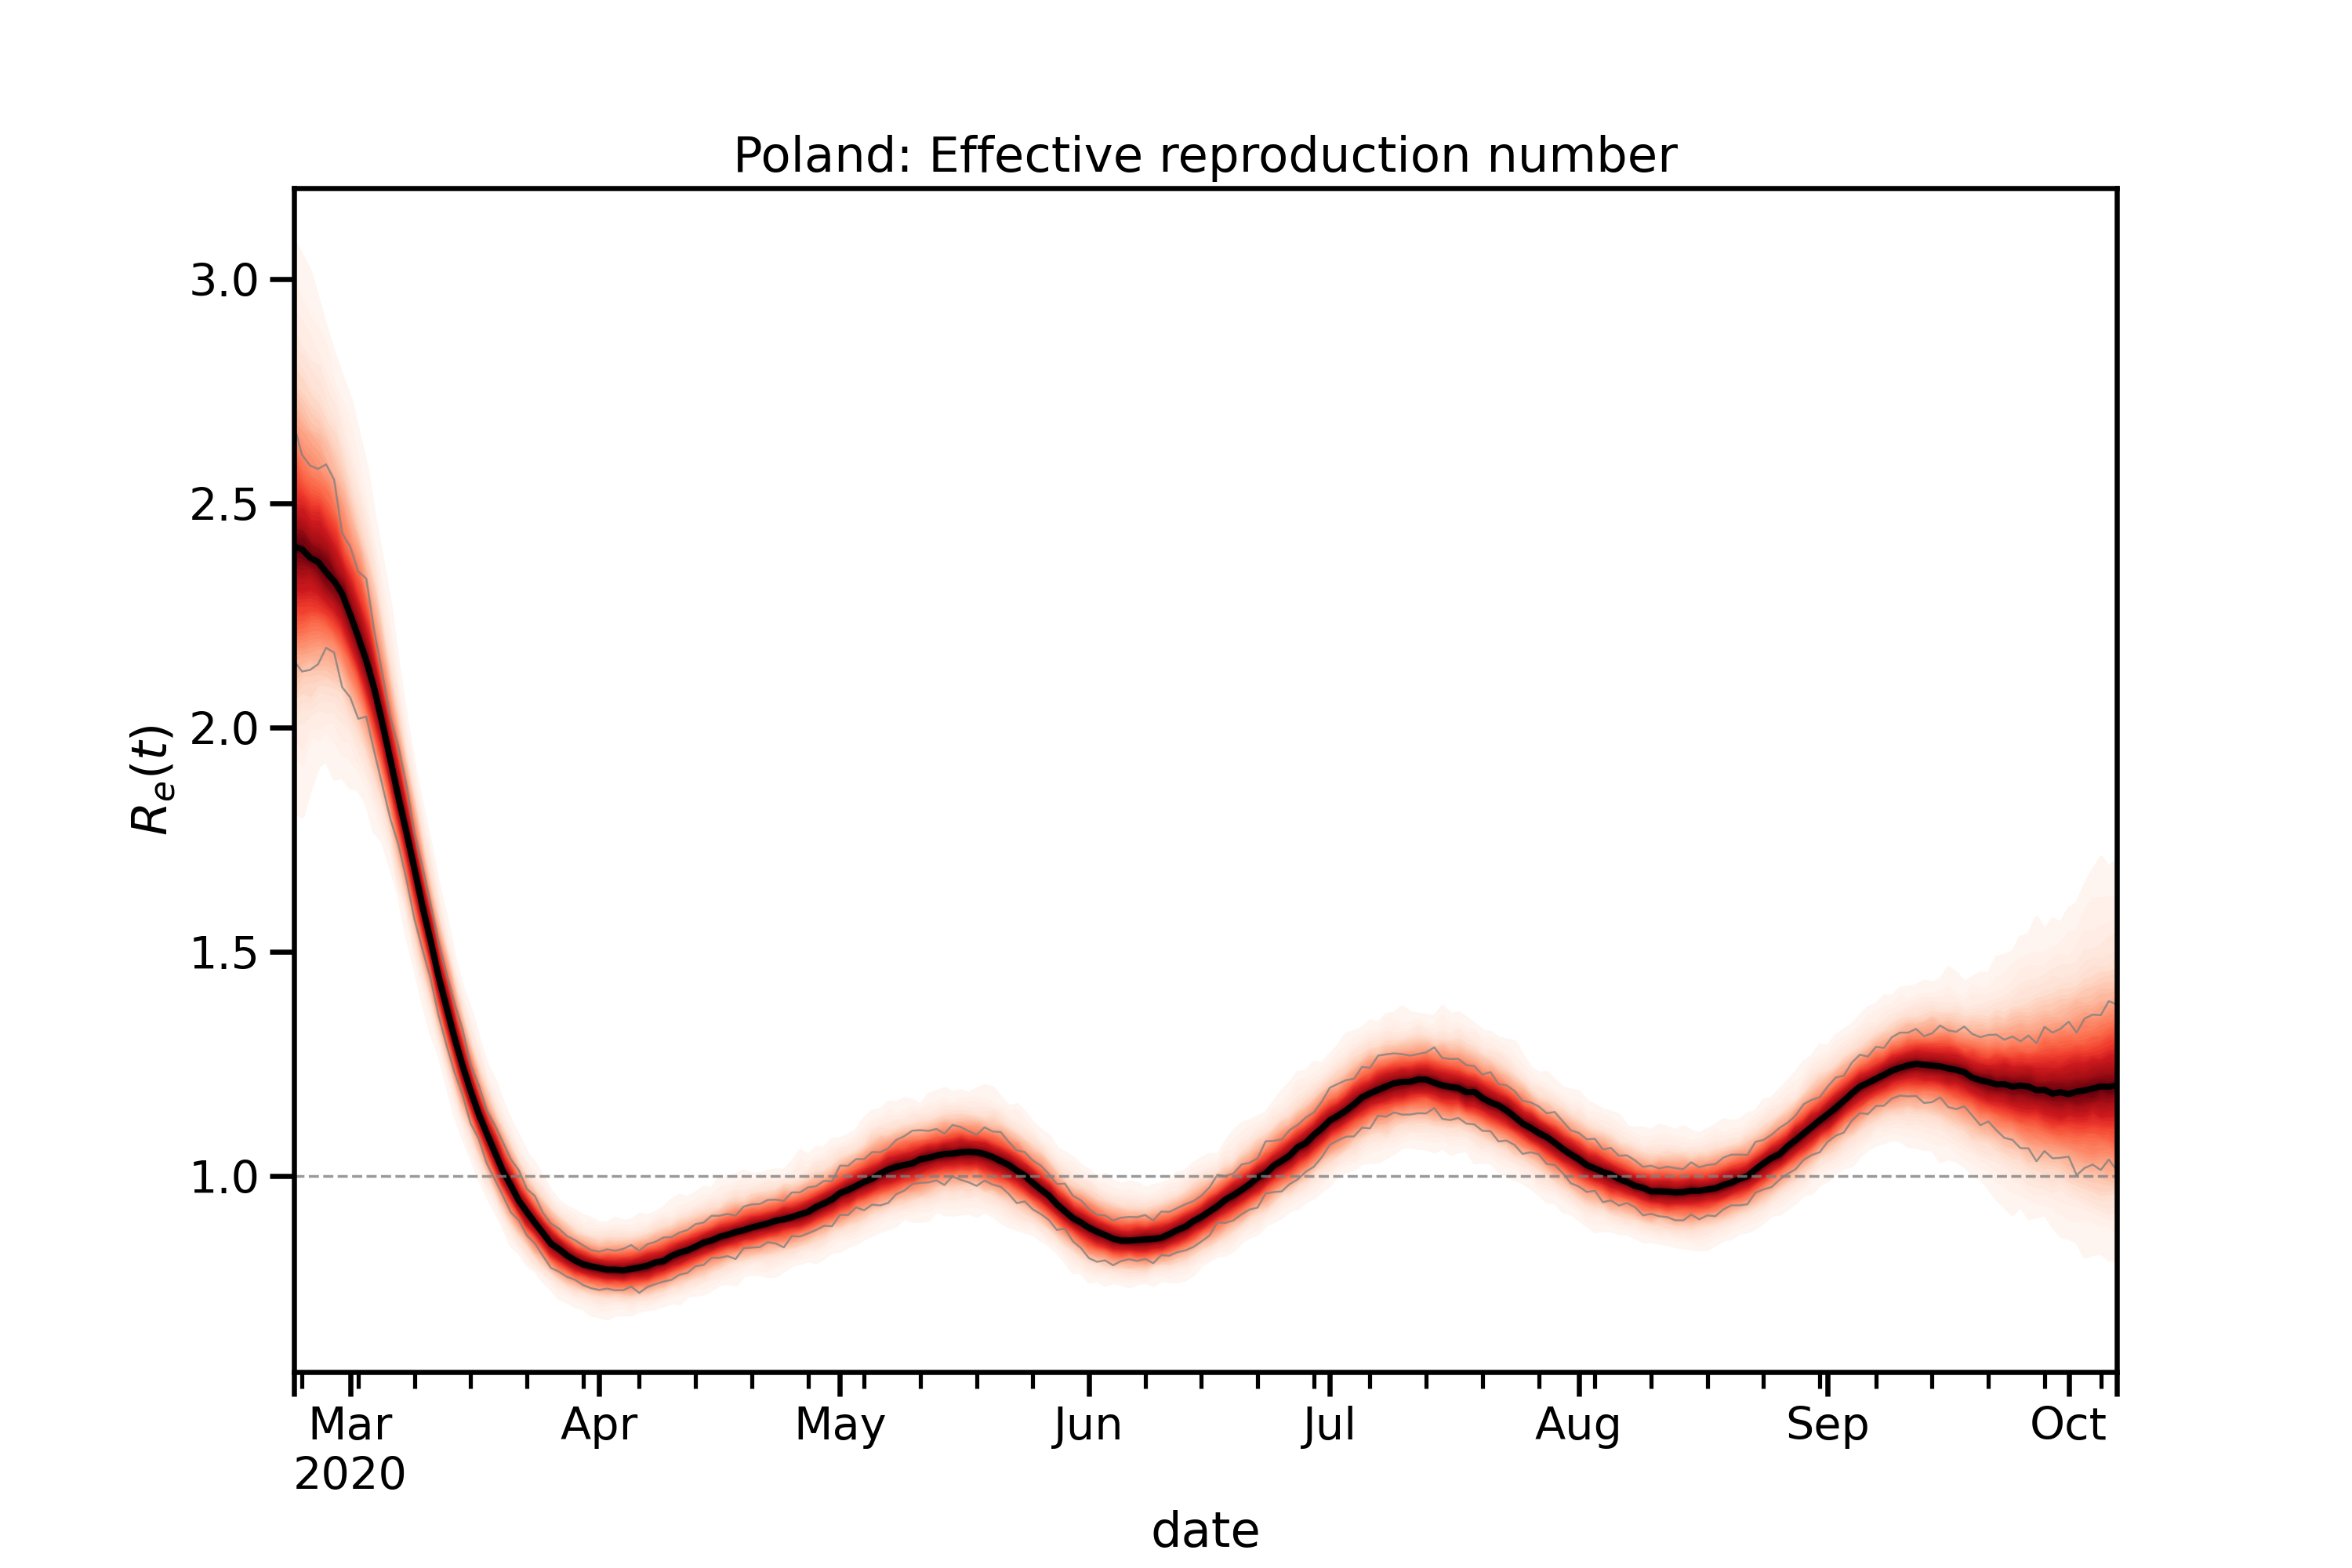 Poland: Effective reproduction number
3.0
2.5
2.0
1.5
1.0
R_e(t)
Mar Apr May Jun Jul Aug Sep Oct
2020
date